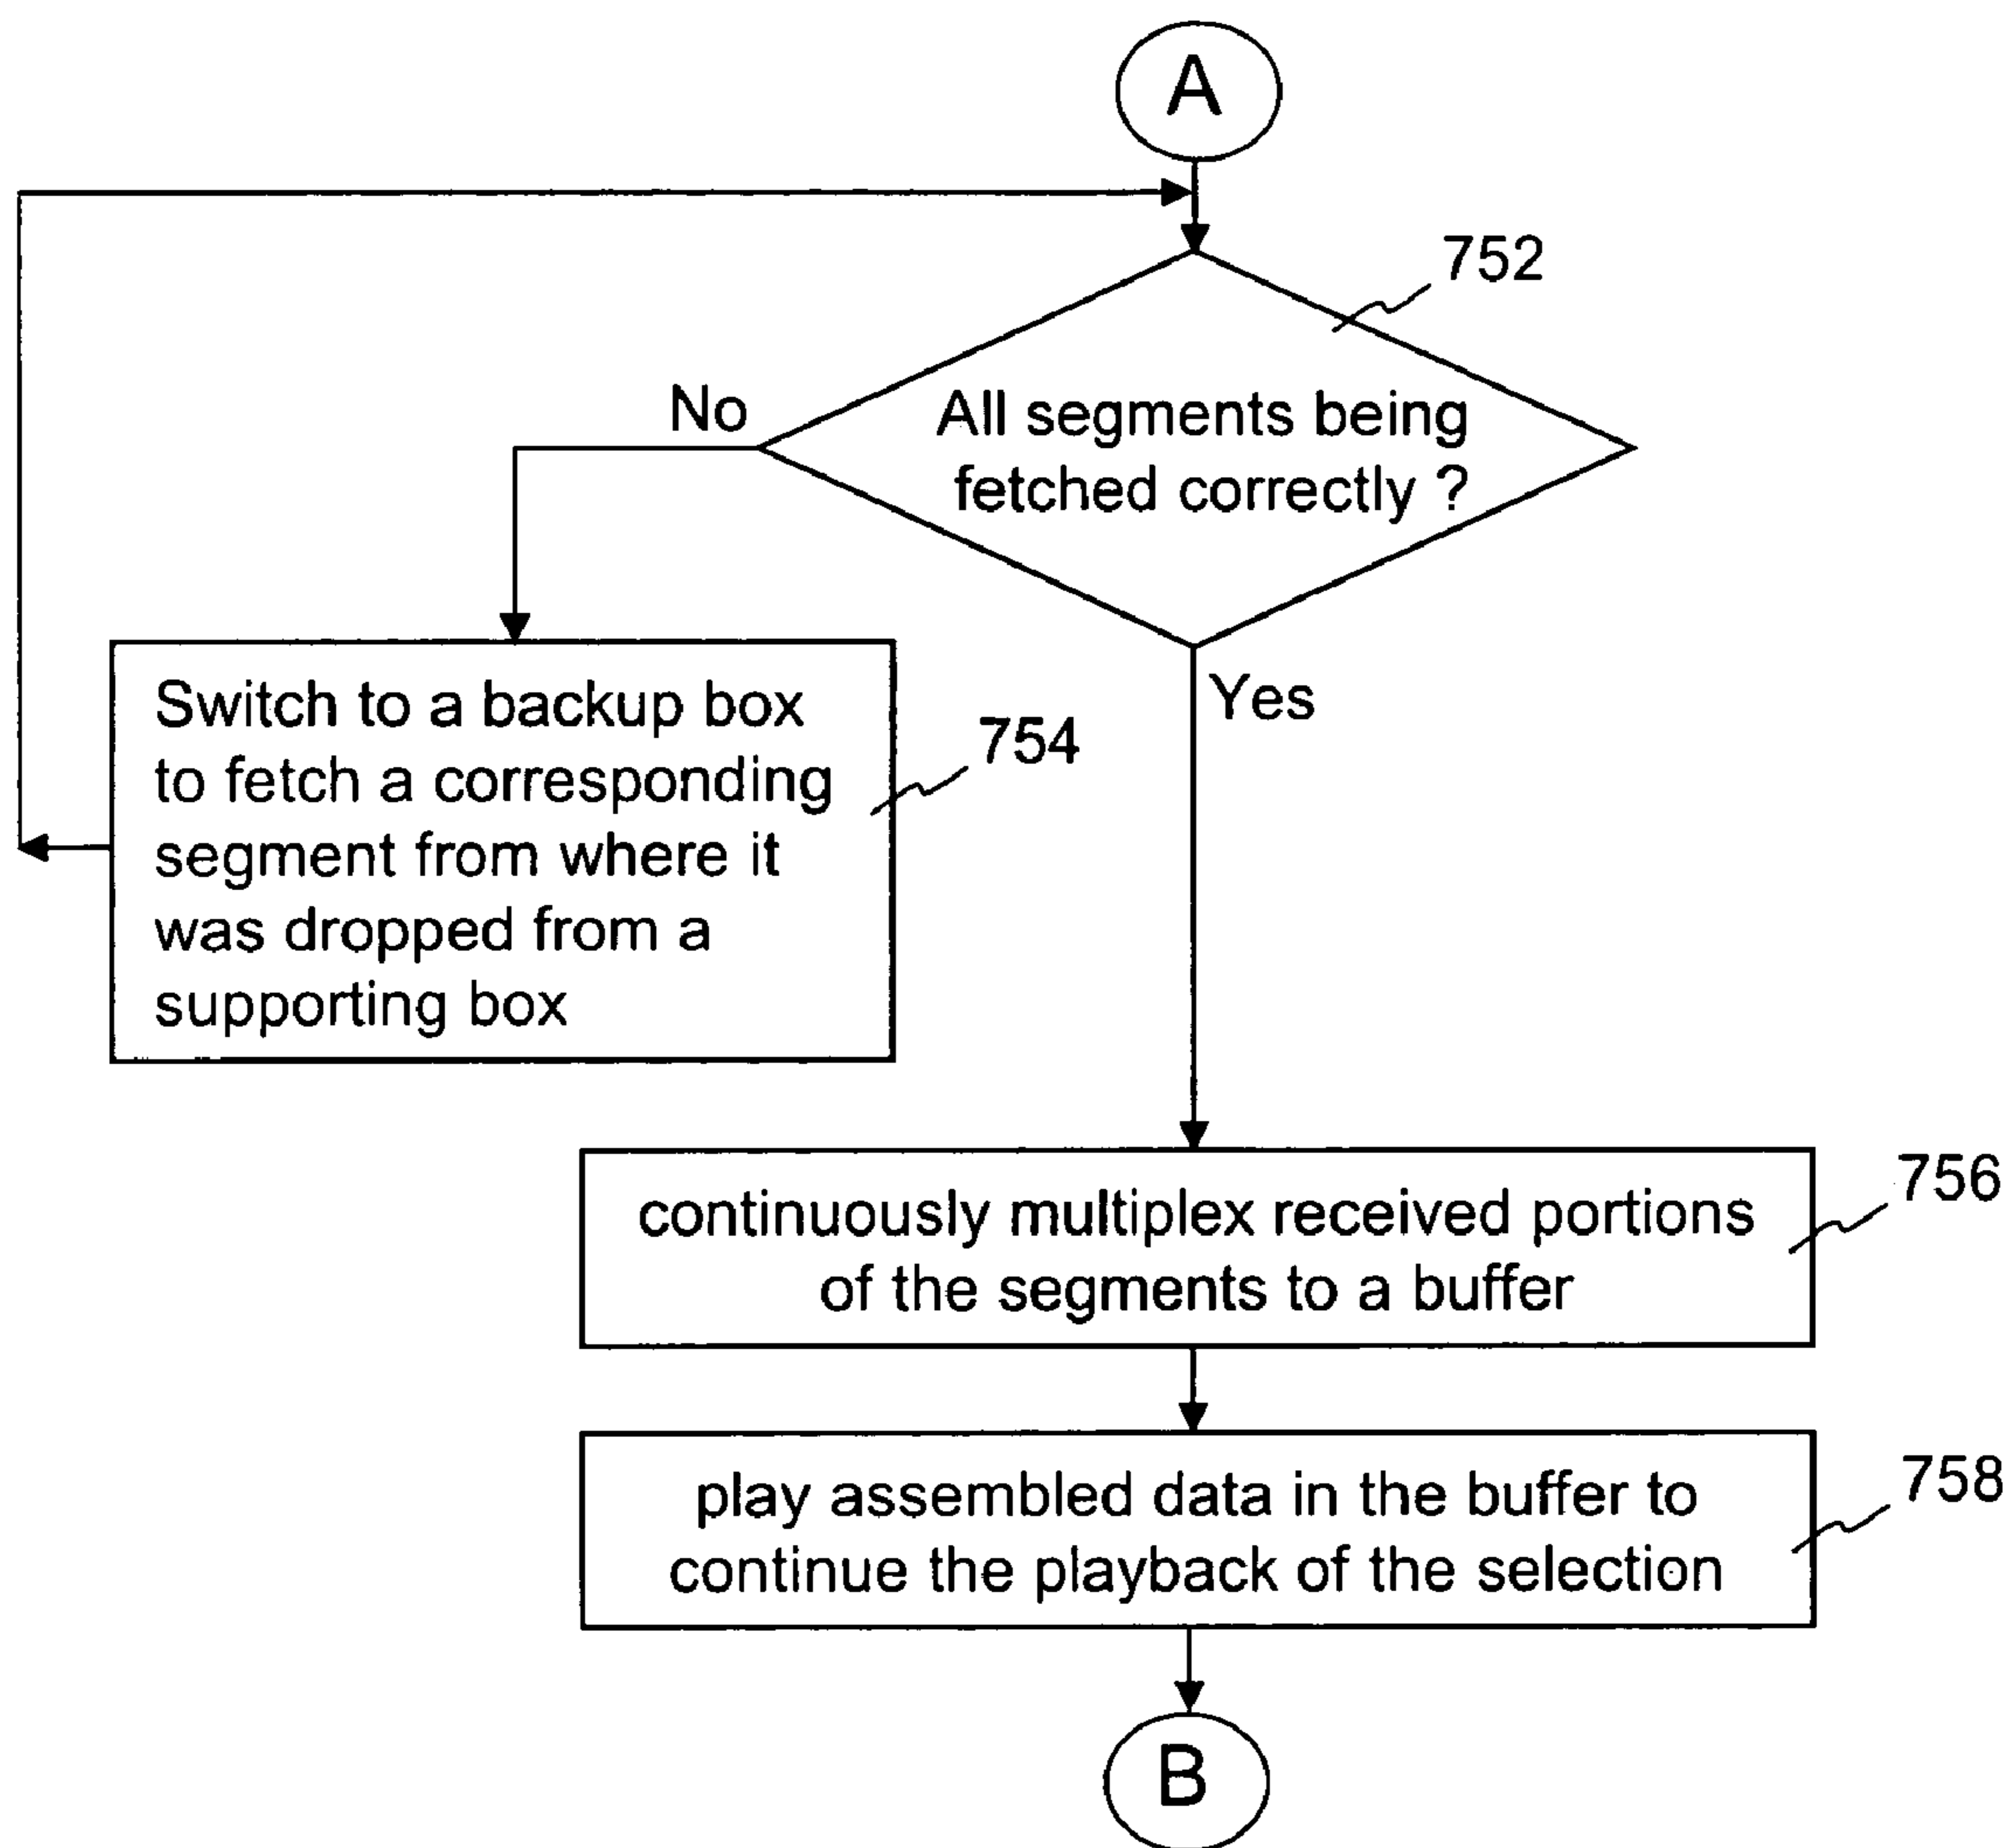 A
752
No
All segments being
fetched correctly ?
Yes
Switch to a backup box
to fetch a corresponding
segment from where it
was dropped from a
supporting box
754
756
continuously multiplex received portions
of the segments to a buffer
758
play assembled data in the buffer to
continue the playback of the selection
B